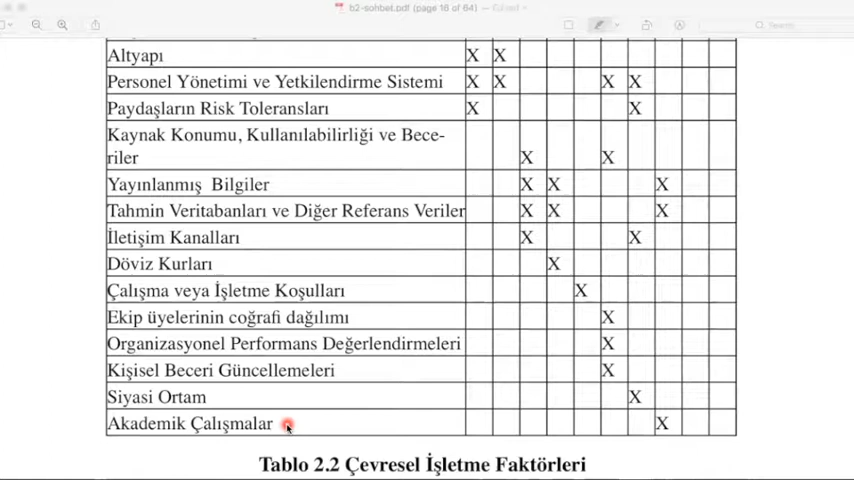 b2-sohbet.pdf (page 18 of 64)
Search
Altyapı X X
Personel Yönetimi ve Yetkilendirme Sistemi X X X X
Paydaşların Risk Toleransları X X
Kaynak Konumu, Kullanılabilirliği ve Bece-
riler X X
Yayınlanmış Bilgiler X X X
Tahmin Veritabanları ve Diğer Referans Veriler X X X
İletişim Kanalları X X
Döviz Kurları X
Çalışma veya İşletme Koşulları X
Ekip üyelerinin coğrafi dağılımı X
Organizasyonel Performans Değerlendirmeleri X
Kişisel Beceri Güncellemeleri X
Siyasi Ortam X
Akademik Çalışmalar X
Tablo 2.2 Çevresel İşletme Faktörleri